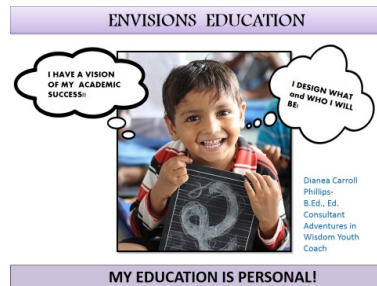 ENVISIONS EDUCATION
I HAVE A VISION
OF MY ACADEMIC
SUCCESS!!
I DESIGN WHAT
and WHO I WILL
BE!
Dianea Carroll
Phillips-
B.Ed., Ed.
Consultant
Adventures in
Wisdom Youth
Coach
MY EDUCATION IS PERSONAL!